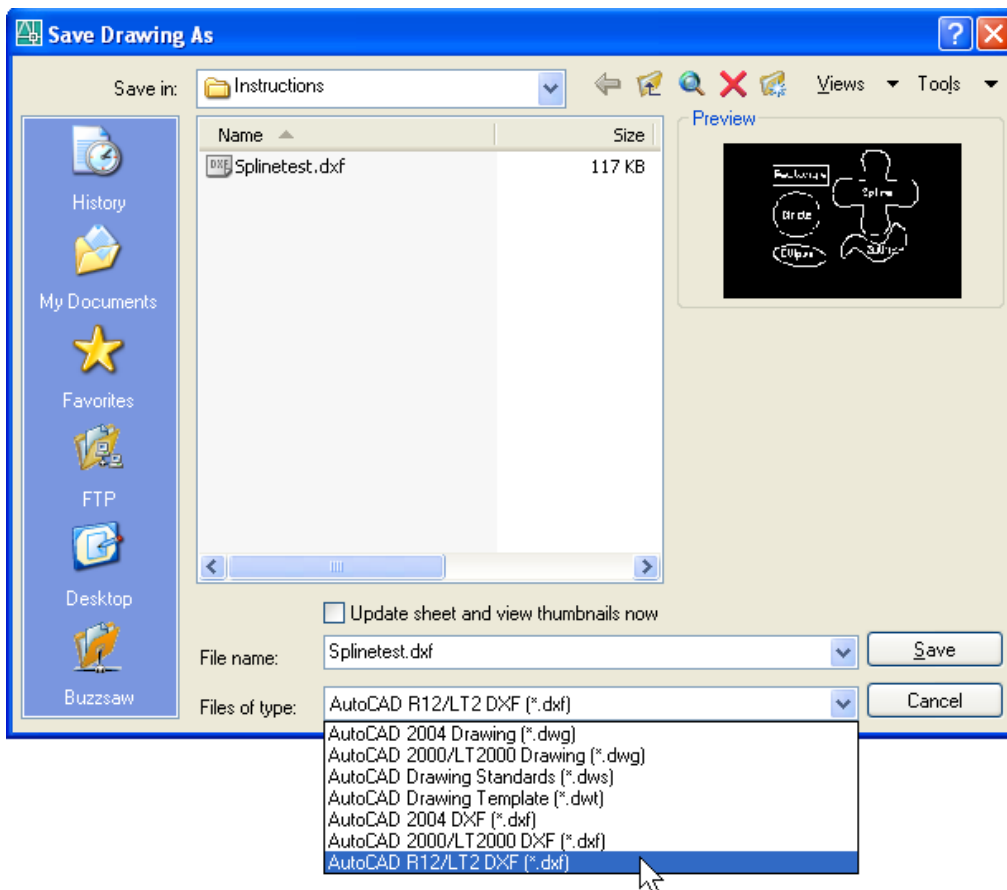 Save Drawing As
Save in: Instructions Views Tools
Name Size
Splinetest.dxf 117 KB
History
My Documents
Favorites
FTP
Desktop
Buzzsaw
Preview
Rectangle
Spline
Circle
Ellipse
Update sheet and view thumbnails now
File name: Splinetest.dxf Save
Files of type: AutoCAD R12/LT2 DXF (*.dxf) Cancel
AutoCAD 2004 Drawing (*.dwg)
AutoCAD 2000/LT2000 Drawing (*.dwg)
AutoCAD Drawing Standards (*.dws)
AutoCAD Drawing Template (*.dwt)
AutoCAD 2004 DXF (*.dxf)
AutoCAD 2000/LT2000 DXF (*.dxf)
AutoCAD R12/LT2 DXF (*.dxf)